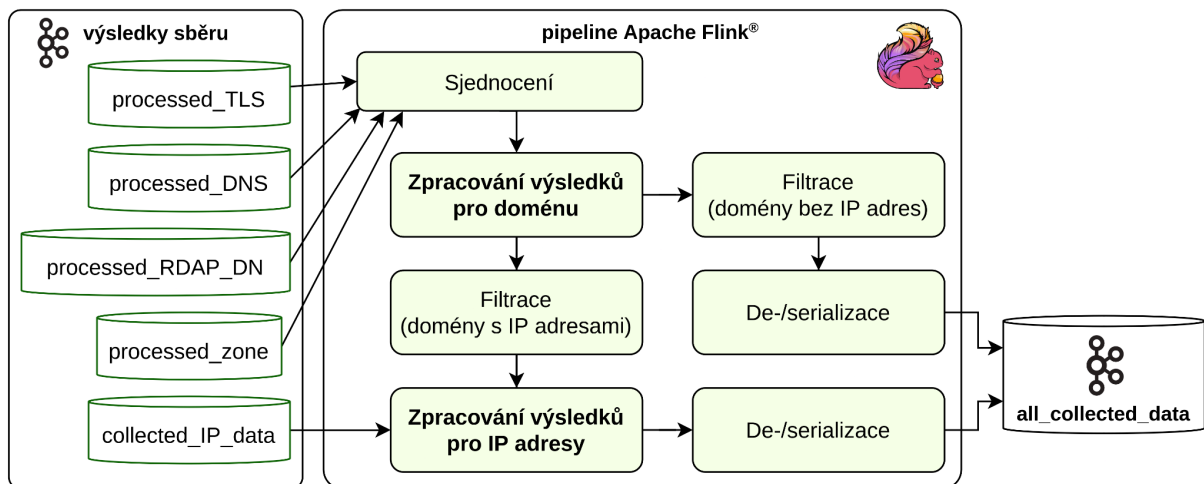 výsledky sběru
processed_TLS
processed_DNS
processed_RDAP_DN
processed_zone
collected_IP_data
pipeline Apache Flink®
Sjednocení
Zpracování výsledků
pro doménu
Filtrace
(domény bez IP adres)
Filtrace
(domény s IP adresami)
De-/serializace
Zpracování výsledků
pro IP adresy
De-/serializace
all_collected_data